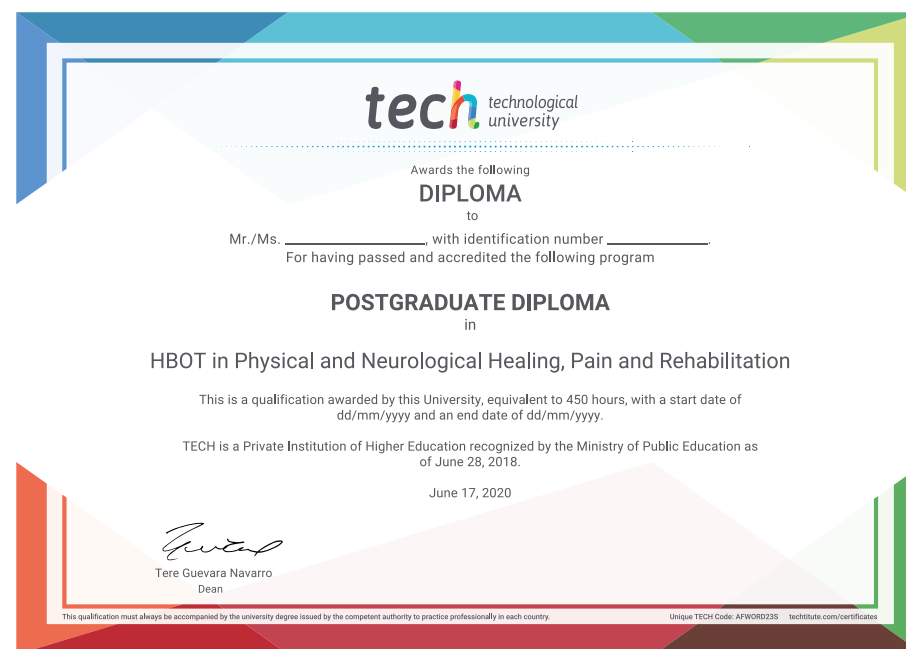 tech technological
university
Awards the following
DIPLOMA
to
Mr./Ms. ____________________, with identification number ______________.
For having passed and accredited the following program
POSTGRADUATE DIPLOMA
in
HBOT in Physical and Neurological Healing, Pain and Rehabilitation
This is a qualification awarded by this University, equivalent to 450 hours, with a start date of
dd/mm/yyyy and an end date of dd/mm/yyyy.
TECH is a Private Institution of Higher Education recognized by the Ministry of Public Education as
of June 28, 2018.
June 17, 2020
Tere Guevara Navarro
Dean
This qualification must always be accompanied by the university degree issued by the competent authority to practice professionally in each country.
Unique TECH Code: AFWORD23S techtitute.com/certificates